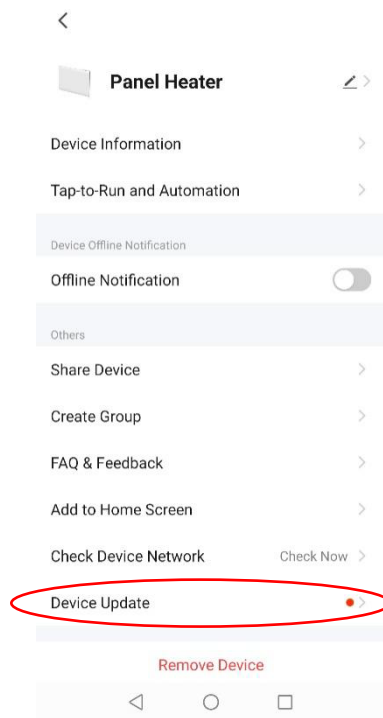 Panel Heater
Device Information
Tap-to-Run and Automation
Device Offline Notification
Offline Notification
Others
Share Device
Create Group
FAQ & Feedback
Add to Home Screen
Check Device Network Check Now
Device Update
Remove Device